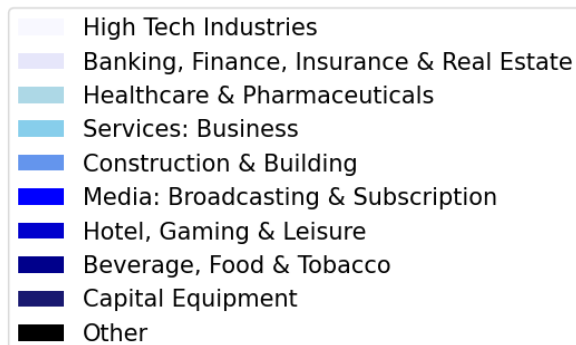 High Tech Industries
Banking, Finance, Insurance & Real Estate
Healthcare & Pharmaceuticals
Services: Business
Construction & Building
Media: Broadcasting & Subscription
Hotel, Gaming & Leisure
Beverage, Food & Tobacco
Capital Equipment
Other